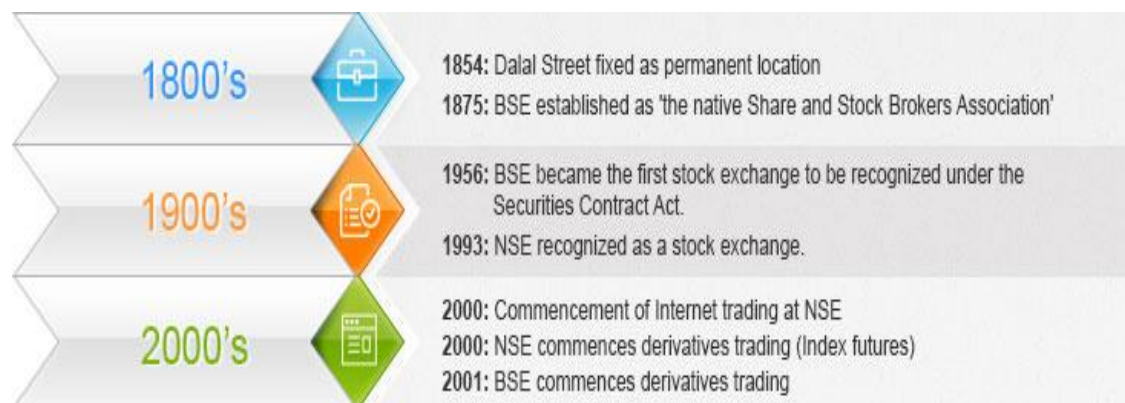 1800's
1854: Dalal Street fixed as permanent location
1875: BSE established as 'the native Share and Stock Brokers Association'
1900's
1956: BSE became the first stock exchange to be recognized under the
Securities Contract Act.
1993: NSE recognized as a stock exchange.
2000's
2000: Commencement of Internet trading at NSE
2000: NSE commences derivatives trading (Index futures)
2001: BSE commences derivatives trading